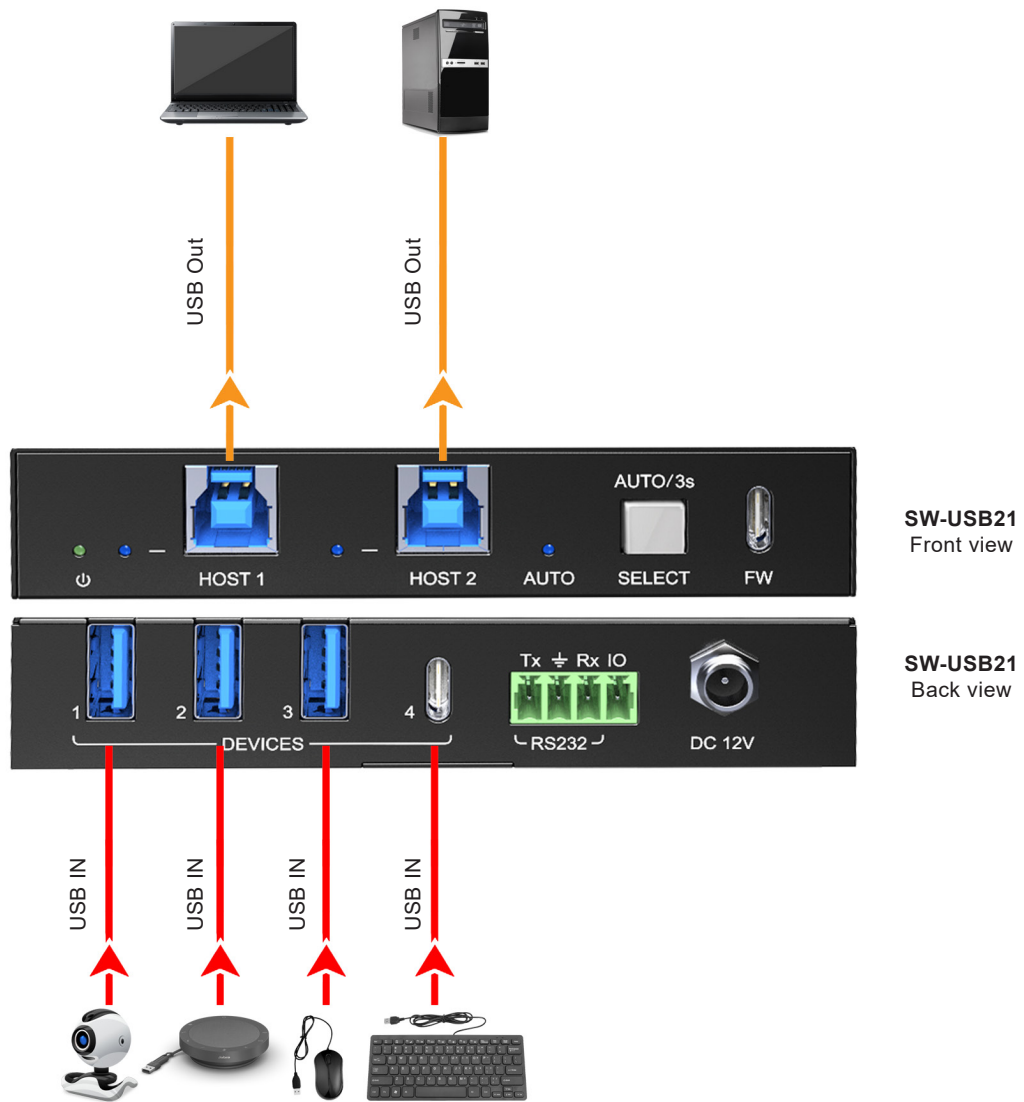 USB Out
USB Out
AUTO/3s
HOST 1
HOST 2
AUTO
SELECT
FW
SW-USB21
Front view
Tx ⏚ Rx IO
1
2
3
4
DEVICES
RS232
DC 12V
SW-USB21
Back view
USB IN
USB IN
USB IN
USB IN